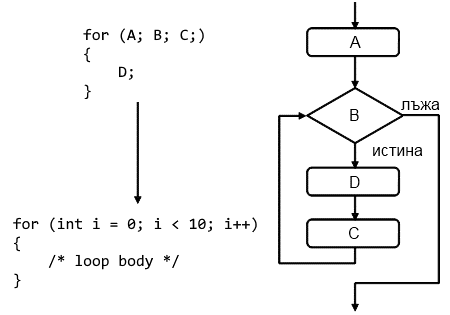 for (A; B; C;)
{
    D;
}
for (int i = 0; i < 10; i++)
{
    /* loop body */
}
A
B
лъжа
истина
D
C